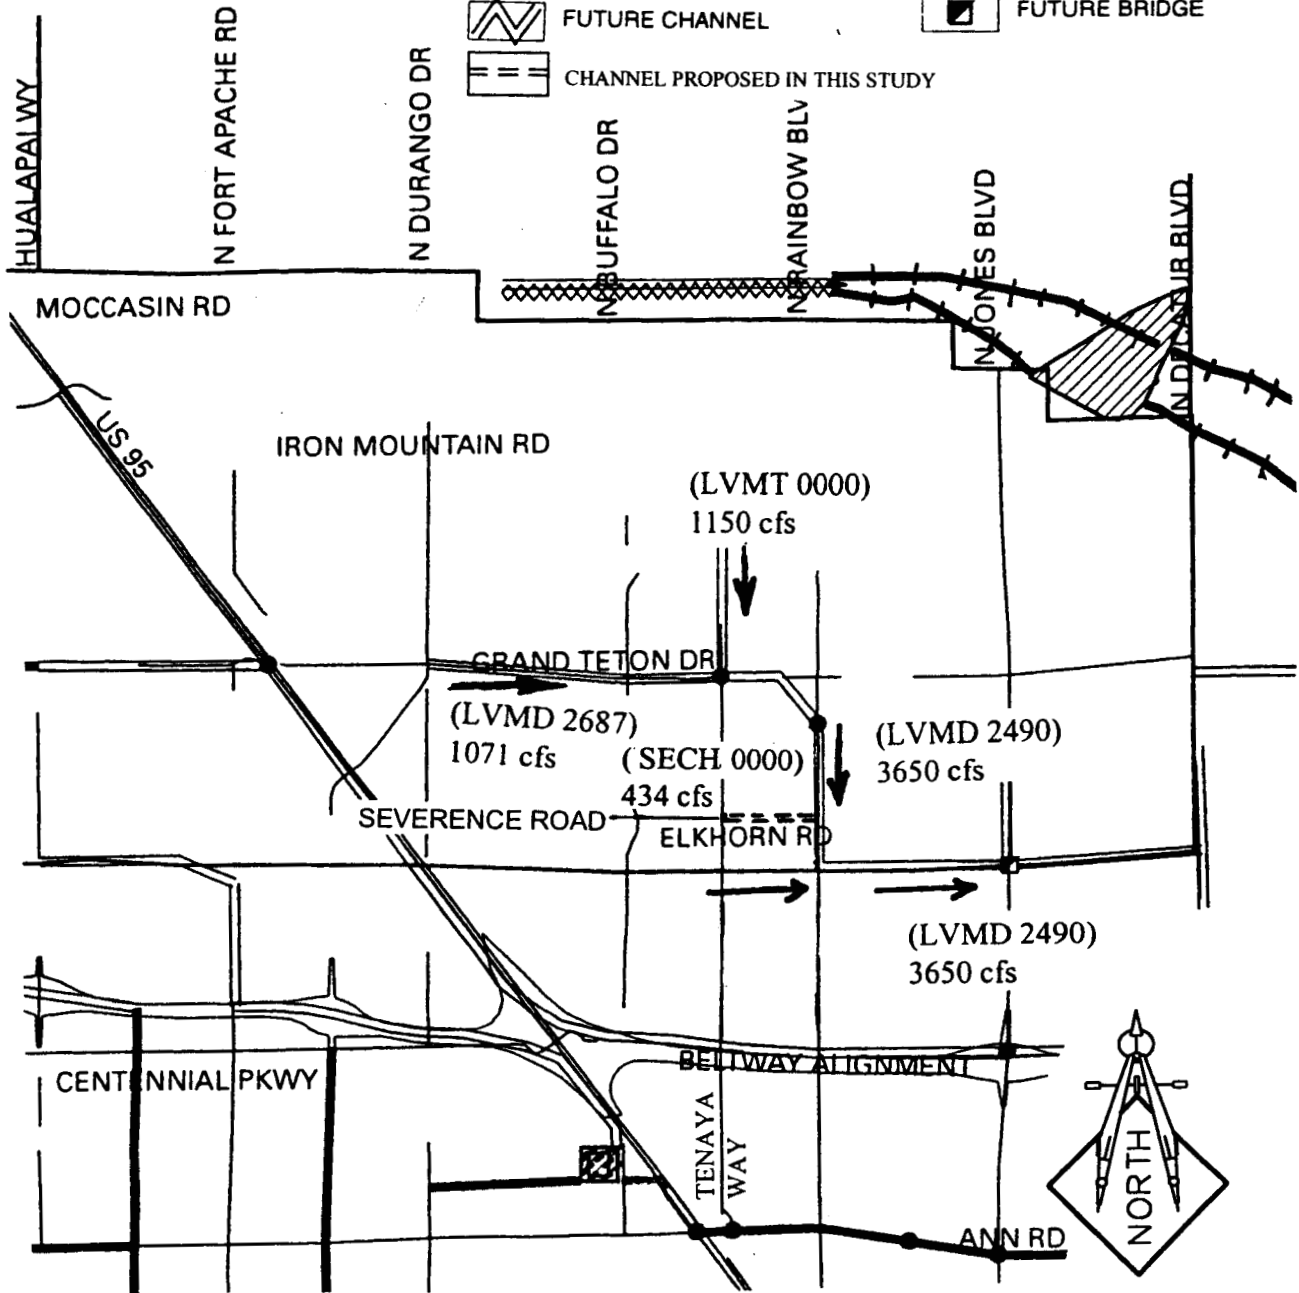 FUTURE CHANNEL
FUTURE BRIDGE
CHANNEL PROPOSED IN THIS STUDY
HUALAPAI WY
N FORT APACHE RD
N DURANGO DR
N BUFFALO DR
N RAINBOW BLV
N JONES BLVD
N DECATUR BLVD
MOCCASIN RD
US 95
IRON MOUNTAIN RD
(LVMT 0000)
1150 cfs
GRAND TETON DR
(LVMD 2687)
1071 cfs
(SECH 0000)
434 cfs
(LVMD 2490)
3650 cfs
SEVERENCE ROAD
ELKHORN RD
(LVMD 2490)
3650 cfs
CENTENNIAL PKWY
BELTWAY ALIGNMENT
TENAYA
WAY
NORTH
ANN RD